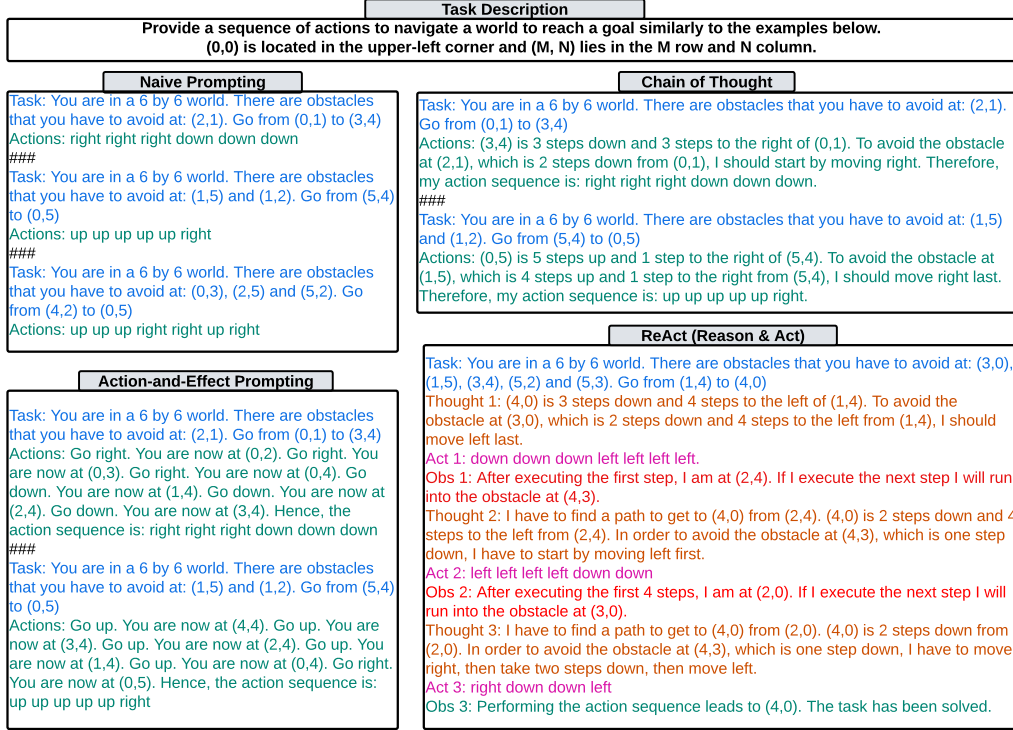 Task Description
Provide a sequence of actions to navigate a world to reach a goal similarly to the examples below.
(0,0) is located in the upper-left corner and (M, N) lies in the M row and N column.
Naive Prompting
Task: You are in a 6 by 6 world. There are obstacles
that you have to avoid at: (2,1). Go from (0,1) to (3,4)
Actions: right right right down down down
###
Task: You are in a 6 by 6 world. There are obstacles
that you have to avoid at: (1,5) and (1,2). Go from (5,4)
to (0,5)
Actions: up up up up up right
###
Task: You are in a 6 by 6 world. There are obstacles
that you have to avoid at: (0,3), (2,5) and (5,2). Go
from (4,2) to (0,5)
Actions: up up up right right up right
Action-and-Effect Prompting
Task: You are in a 6 by 6 world. There are obstacles
that you have to avoid at: (2,1). Go from (0,1) to (3,4)
Actions: Go right. You are now at (0,2). Go right. You
are now at (0,3). Go right. You are now at (0,4). Go
down. You are now at (1,4). Go down. You are now at
(2,4). Go down. You are now at (3,4). Hence, the
action sequence is: right right right down down down
###
Task: You are in a 6 by 6 world. There are obstacles
that you have to avoid at: (1,5) and (1,2). Go from (5,4)
to (0,5)
Actions: Go up. You are now at (4,4). Go up. You are
now at (3,4). Go up. You are now at (2,4). Go up. You
are now at (1,4). Go up. You are now at (0,4). Go right.
You are now at (0,5). Hence, the action sequence is:
up up up up up right
Chain of Thought
Task: You are in a 6 by 6 world. There are obstacles that you have to avoid at: (2,1).
Go from (0,1) to (3,4)
Actions: (3,4) is 3 steps down and 3 steps to the right of (0,1). To avoid the obstacle
at (2,1), which is 2 steps down from (0,1), I should start by moving right. Therefore,
my action sequence is: right right right down down down.
###
Task: You are in a 6 by 6 world. There are obstacles that you have to avoid at: (1,5)
and (1,2). Go from (5,4) to (0,5)
Actions: (0,5) is 5 steps up and 1 step to the right of (5,4). To avoid the obstacle at
(1,5), which is 4 steps up and 1 step to the right from (5,4), I should move right last.
Therefore, my action sequence is: up up up up up right.
ReAct (Reason & Act)
Task: You are in a 6 by 6 world. There are obstacles that you have to avoid at: (3,0),
(1,5), (3,4), (5,2) and (5,3). Go from (1,4) to (4,0)
Thought 1: (4,0) is 3 steps down and 4 steps to the left of (1,4). To avoid the
obstacle at (3,0), which is 2 steps down and 4 steps to the left from (1,4), I should
move left last.
Act 1: down down down left left left left.
Obs 1: After executing the first step, I am at (2,4). If I execute the next step I will run
into the obstacle at (4,3).
Thought 2: I have to find a path to get to (4,0) from (2,4). (4,0) is 2 steps down and 4
steps to the left from (2,4). In order to avoid the obstacle at (4,3), which is one step
down, I have to start by moving left first.
Act 2: left left left left down down
Obs 2: After executing the first 4 steps, I am at (2,0). If I execute the next step I will
run into the obstacle at (3,0).
Thought 3: I have to find a path to get to (4,0) from (2,0). (4,0) is 2 steps down from
(2,0). In order to avoid the obstacle at (4,3), which is one step down, I have to move
right, then take two steps down, then move left.
Act 3: right down down left
Obs 3: Performing the action sequence leads to (4,0). The task has been solved.